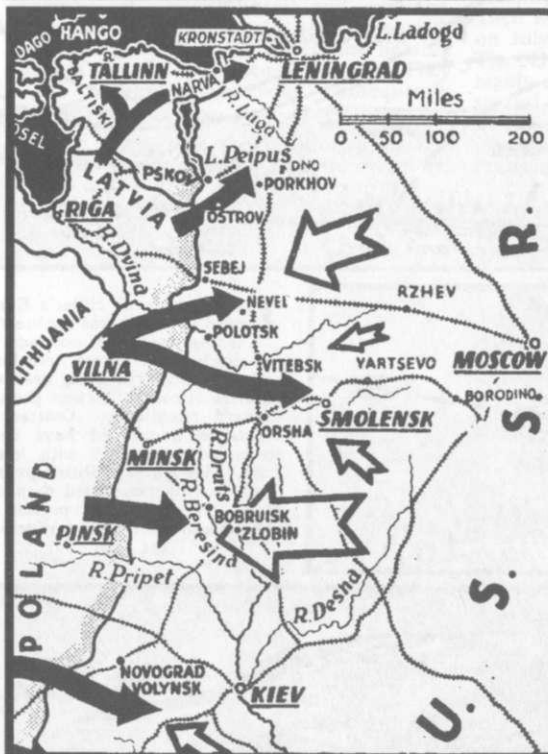 DAGO
HANGO
KRONSTADT
L.Ladoga
R.
TALLINN
LENINGRAD
BALTISKI
NARVA
R.Luga
Miles
0 50 100 200
OSEL
LATVIA
PSKOV
L.Peipus
DNO
PORKHOV
RIGA
OSTROV
R.Dvina
R.
SEBEJ
NEVEL
RZHEV
LITHUANIA
POLOTSK
MOSCOW
VILNA
VITEBSK
YARTSEVO
BORODINO
S.
SMOLENSK
ORSHA
MINSK
R.Druts
R.Beresina
BOBRUISK
ZLOBIN
POLAND
PINSK
R.Pripet
R.Desna
S.
NOVOGRAD
VOLYNSK
KIEV
U.